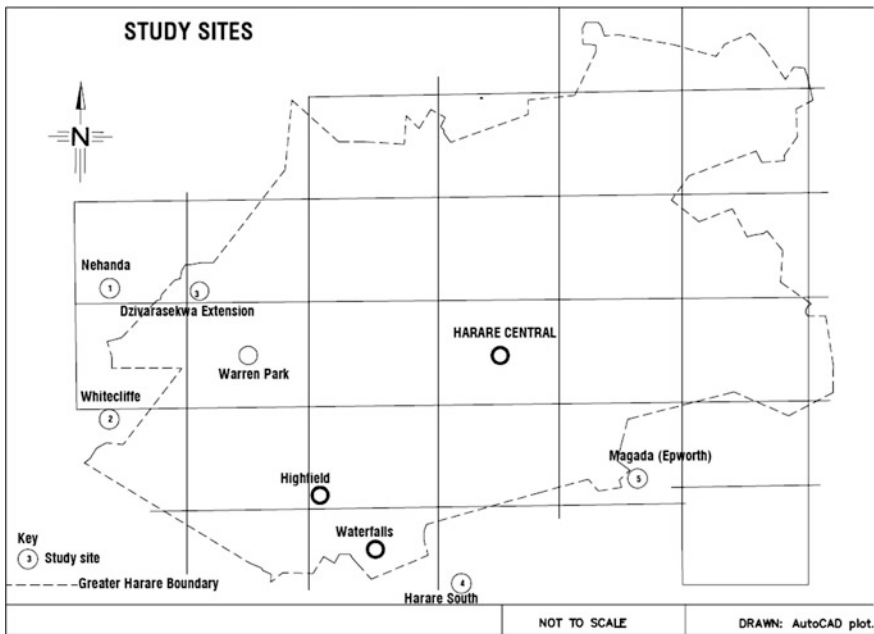 STUDY SITES
N
Nehanda
1
3
Dzivarasekwa Extension
HARARE CENTRAL
Warren Park
Whitecliffe
2
Magada (Epworth)
5
Highfield
Waterfalls
Key
3 Study site
Greater Harare Boundary
4
Harare South
NOT TO SCALE
DRAWN: AutoCAD plot.